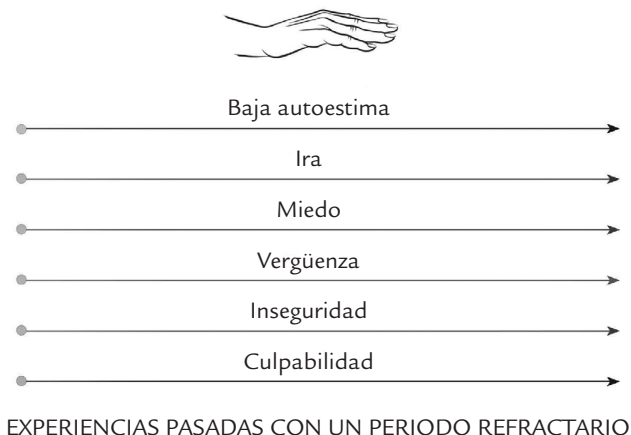 Baja autoestima
Ira
Miedo
Vergüenza
Inseguridad
Culpabilidad
EXPERIENCIAS PASADAS CON UN PERIODO REFRACTARIO